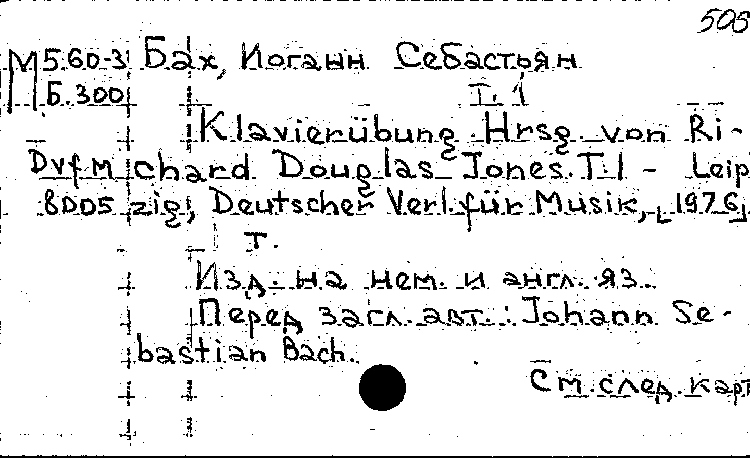 505
М 5.60-3 Бах, Иоганн Себастьян
Б.300 Т. 1
Klavierübung. Hrsg. von Ri-
DVfM chard Douglas Jones. T.1 - Leip
8005 zig, Deutscher Verl. für Musik, [1976]
т.
Изд. на нем. и англ. яз.
Перед загл. авт.: Johann Se-
bastian Bach.
См. след. карт